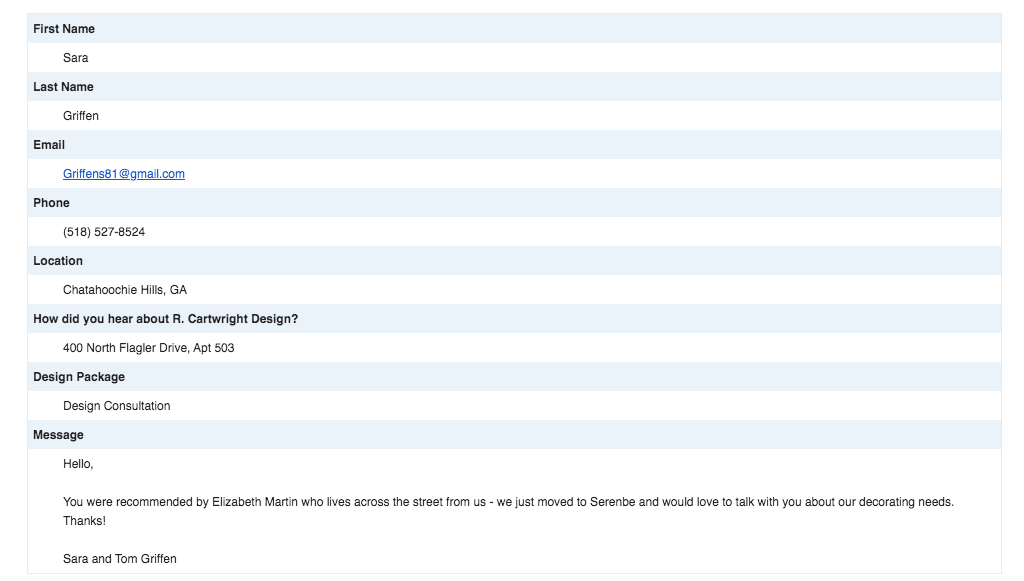 First Name
Sara
Last Name
Griffen
Email
Griffens81@gmail.com
Phone
(518) 527-8524
Location
Chatahoochie Hills, GA
How did you hear about R. Cartwright Design?
400 North Flagler Drive, Apt 503
Design Package
Design Consultation
Message
Hello,
You were recommended by Elizabeth Martin who lives across the street from us - we just moved to Serenbe and would love to talk with you about our decorating needs.
Thanks!
Sara and Tom Griffen